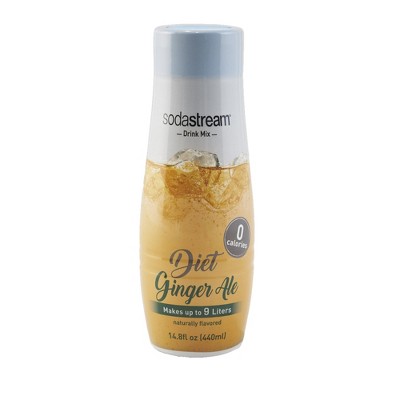 sodastream
— Drink Mix —
0
calories
Diet
Ginger Ale
Makes up to 9 Liters
naturally flavored
14.8fl oz (440ml)